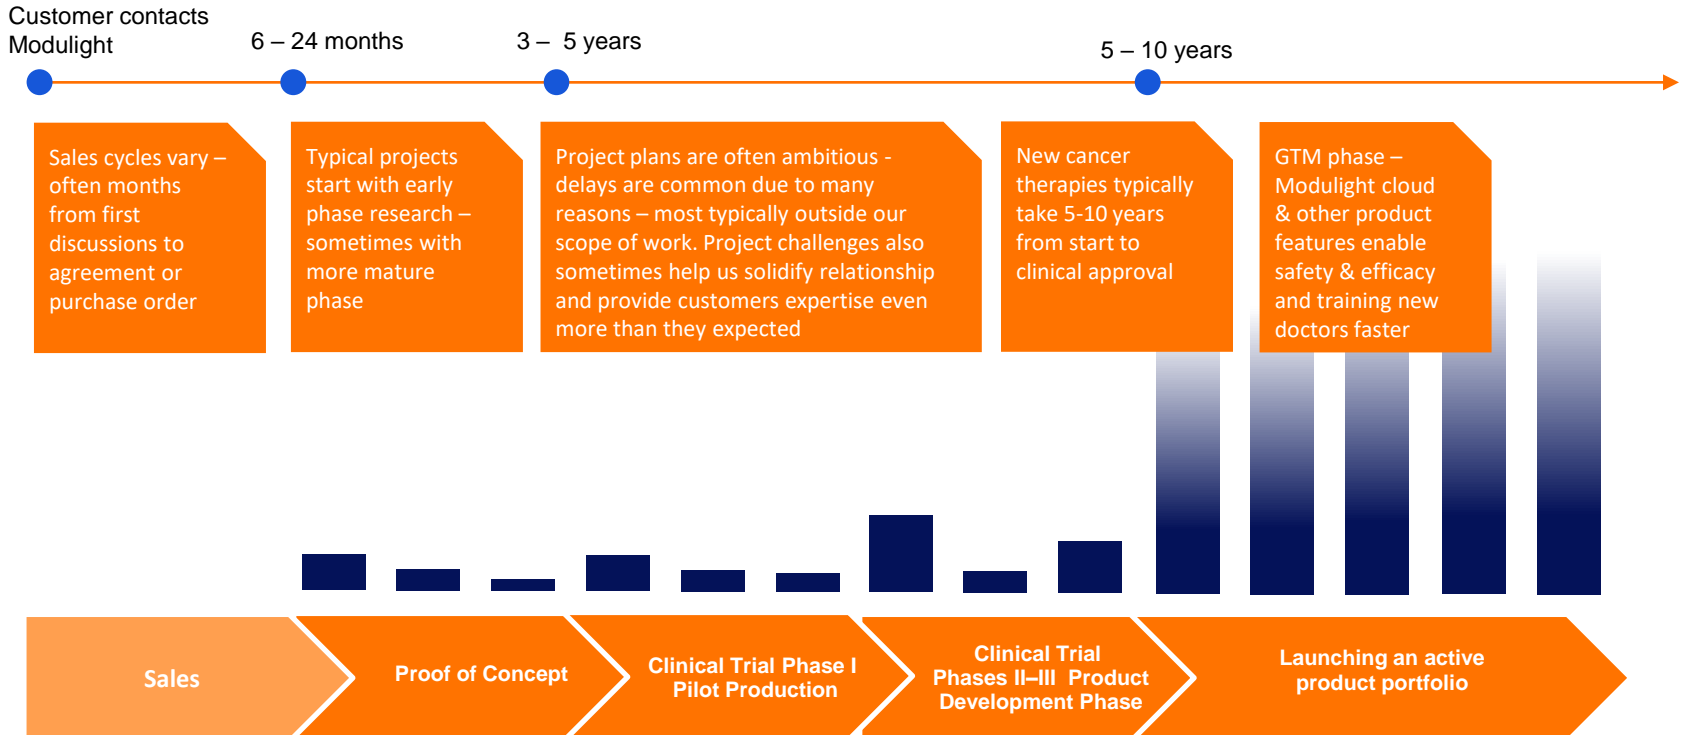 Customer contacts
Modulight
6 – 24 months
3 –  5 years
5 – 10 years
Sales cycles vary –
often months
from first
discussions to
agreement or
purchase order
Typical projects
start with early
phase research –
sometimes with
more mature
phase
Project plans are often ambitious -
delays are common due to many
reasons – most typically outside our
scope of work. Project challenges also
sometimes help us solidify relationship
and provide customers expertise even
more than they expected
New cancer
therapies typically
take 5-10 years
from start to
clinical approval
GTM phase –
Modulight cloud
& other product
features enable
safety & efficacy
and training new
doctors faster
Sales
Proof of Concept
Clinical Trial Phase I
Pilot Production
Clinical Trial
Phases II–III  Product
Development Phase
Launching an active
product portfolio